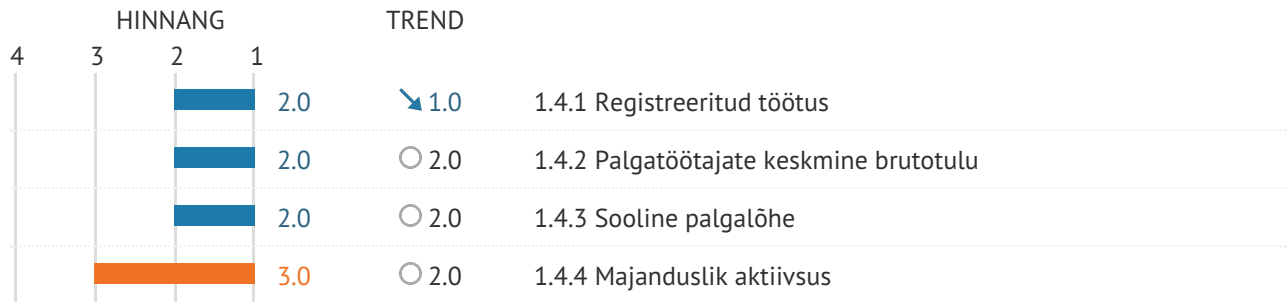 HINNANG TREND
4 3 2 1
2.0 1.0 1.4.1 Registreeritud töötus
2.0 2.0 1.4.2 Palgatöötajate keskmine brutotulu
2.0 2.0 1.4.3 Sooline palgalõhe
3.0 2.0 1.4.4 Majanduslik aktiivsus